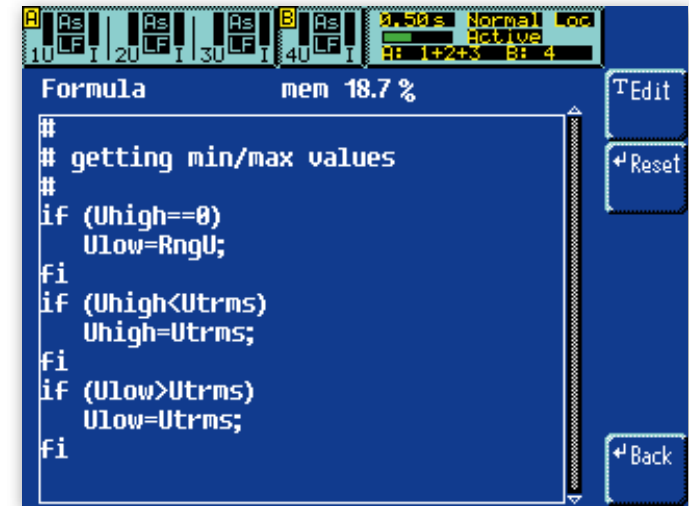 A As As As B As 0.50 s Normal Loc
LF LF LF LF Active
1U I 2U I 3U I 4U I A: 1+2+3 B: 4
Formula mem 18.7 %
TEdit
#
# getting min/max values
#
Reset
if (Uhigh==0)
Ulow=RngU;
fi
if (Uhigh<Utrms)
Uhigh=Utrms;
fi
if (Ulow>Utrms)
Ulow=Utrms;
fi
Back